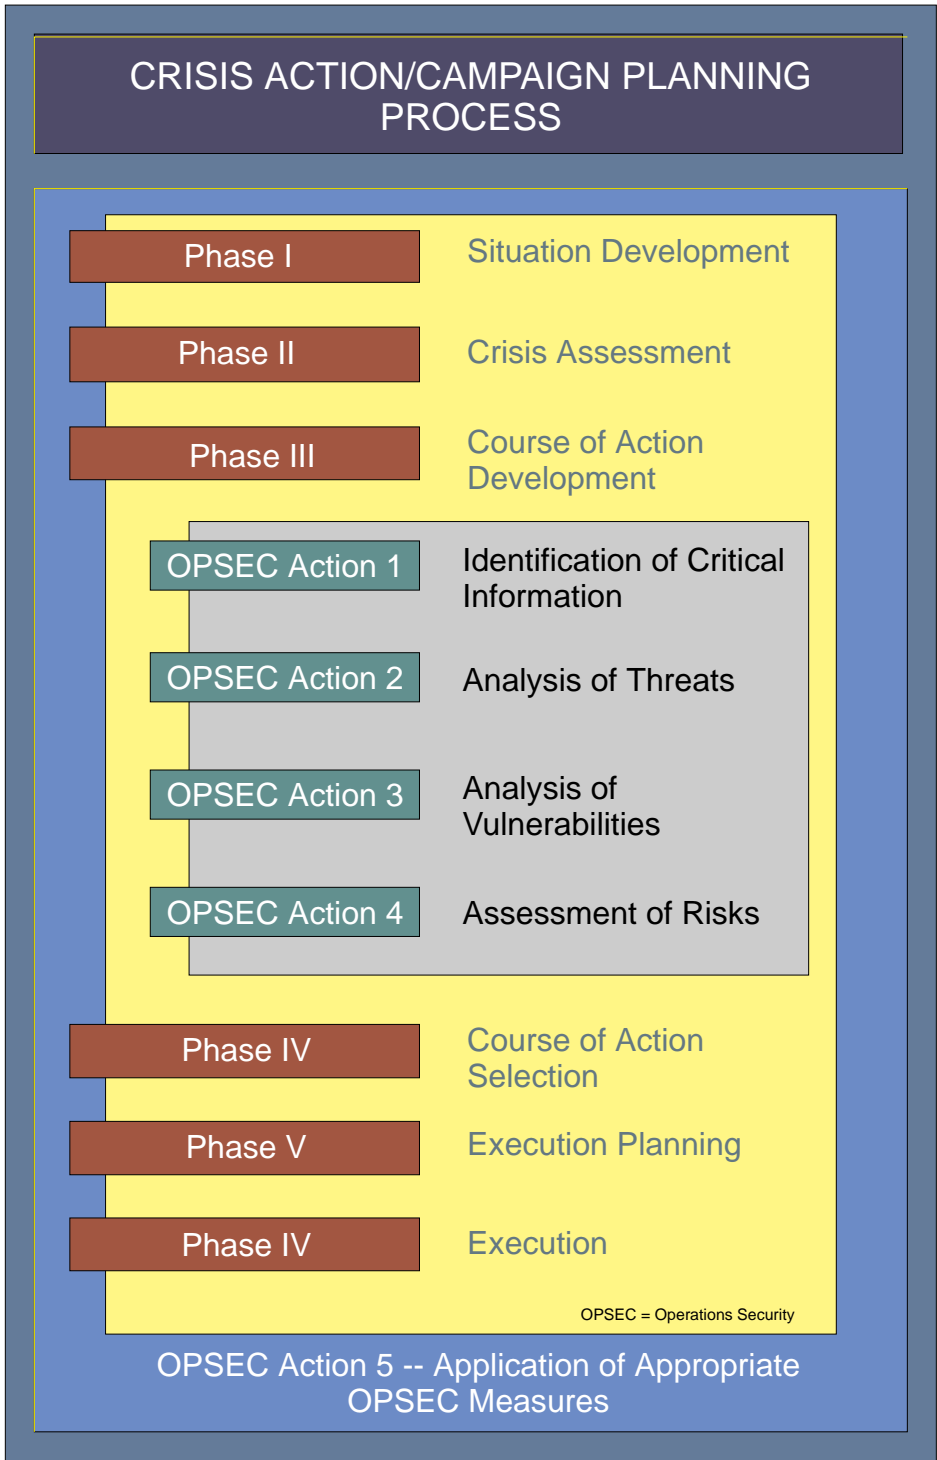 CRISIS ACTION/CAMPAIGN PLANNING
PROCESS
Phase I
Situation Development
Phase II
Crisis Assessment
Phase III
Course of Action
Development
OPSEC Action 1
Identification of Critical
Information
OPSEC Action 2
Analysis of Threats
OPSEC Action 3
Analysis of
Vulnerabilities
OPSEC Action 4
Assessment of Risks
Phase IV
Course of Action
Selection
Phase V
Execution Planning
Phase IV
Execution
OPSEC = Operations Security
OPSEC Action 5 -- Application of Appropriate
OPSEC Measures